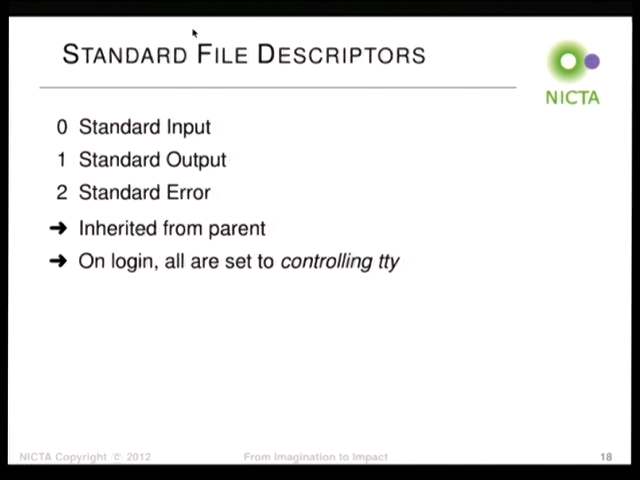 STANDARD FILE DESCRIPTORS
NICTA
0 Standard Input
1 Standard Output
2 Standard Error
➜ Inherited from parent
➜ On login, all are set to controlling tty
NICTA Copyright © 2012 From Imagination to Impact 18